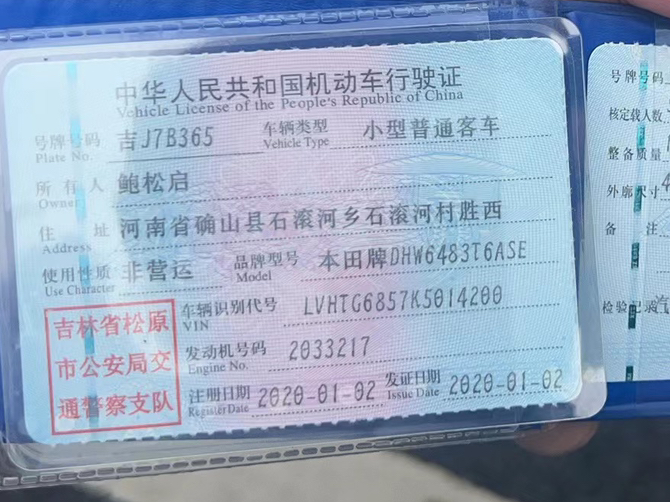 中华人民共和国机动车行驶证
Vehicle License of the People's Republic of China
号牌号码 吉J7B365 车辆类型 小型普通客车
Plate No. Vehicle Type
所有人 鲍松启
Owner
住址 河南省确山县石滚河乡石滚河村胜西
Address
使用性质 非营运 品牌型号 本田牌DHW6483T6ASE
Use Character Model
车辆识别代号 LVHTG6857K5014200
VIN
发动机号码 2033217
Engine No.
注册日期 2020-01-02 发证日期 2020-01-02
Register Date Issue Date
吉林省松原
市公安局交
通警察支队
号牌号码
核定载人数
整备质量
外廓尺寸
备注
检验记录